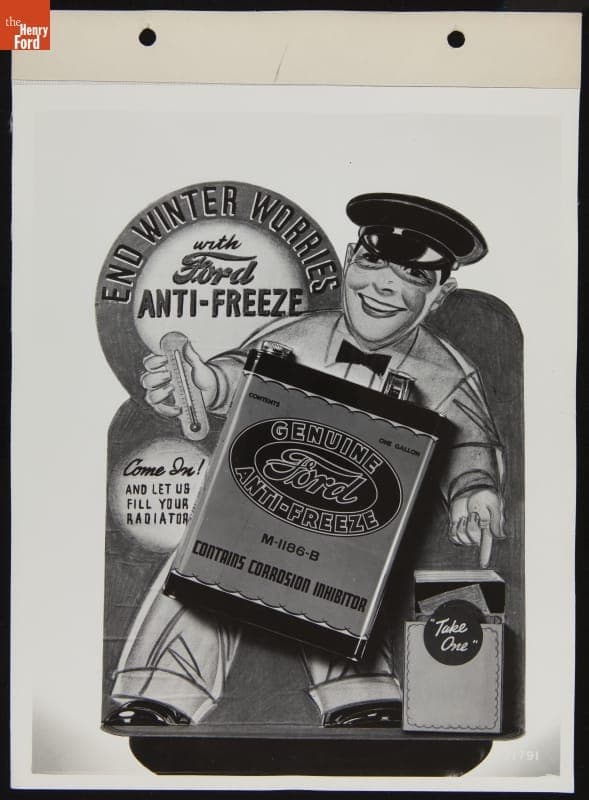 the
Henry
Ford
END WINTER WORRIES
with
Ford
ANTI-FREEZE
Come In!
AND LET US
FILL YOUR
RADIATOR
CONTENTS
ONE GALLON
GENUINE
Ford
ANTI-FREEZE
M-1186-B
CONTAINS CORROSION INHIBITOR
"Take
One"